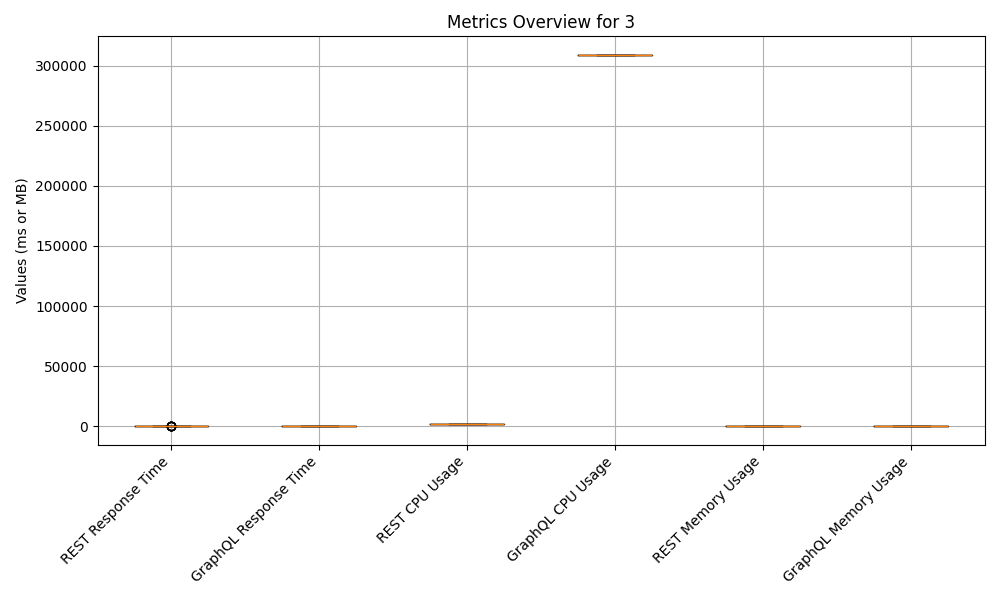 Metrics Overview for 3
Values (ms or MB)
300000
250000
200000
150000
100000
50000
0
REST Response Time
GraphQL Response Time
REST CPU Usage
GraphQL CPU Usage
REST Memory Usage
GraphQL Memory Usage